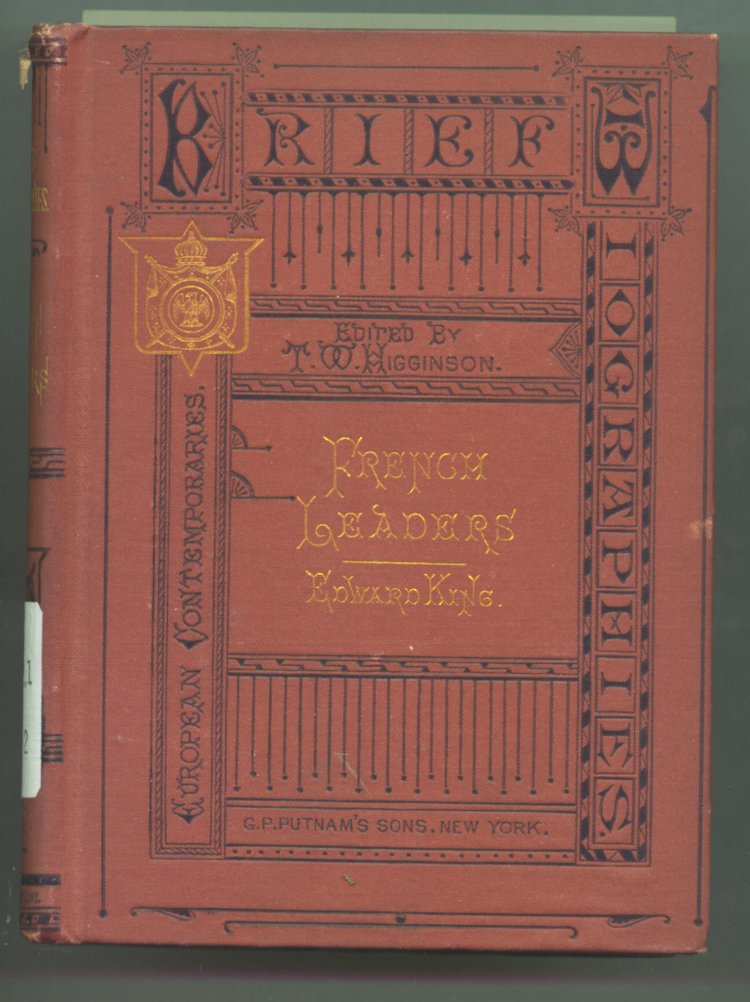 BRIEF
BIOGRAPHIES.
EDITED BY
T. W. HIGGINSON.
EUROPEAN CONTEMPORARIES.
FRENCH
LEADERS
EDWARD KING.
G.P. PUTNAM'S SONS. NEW YORK.